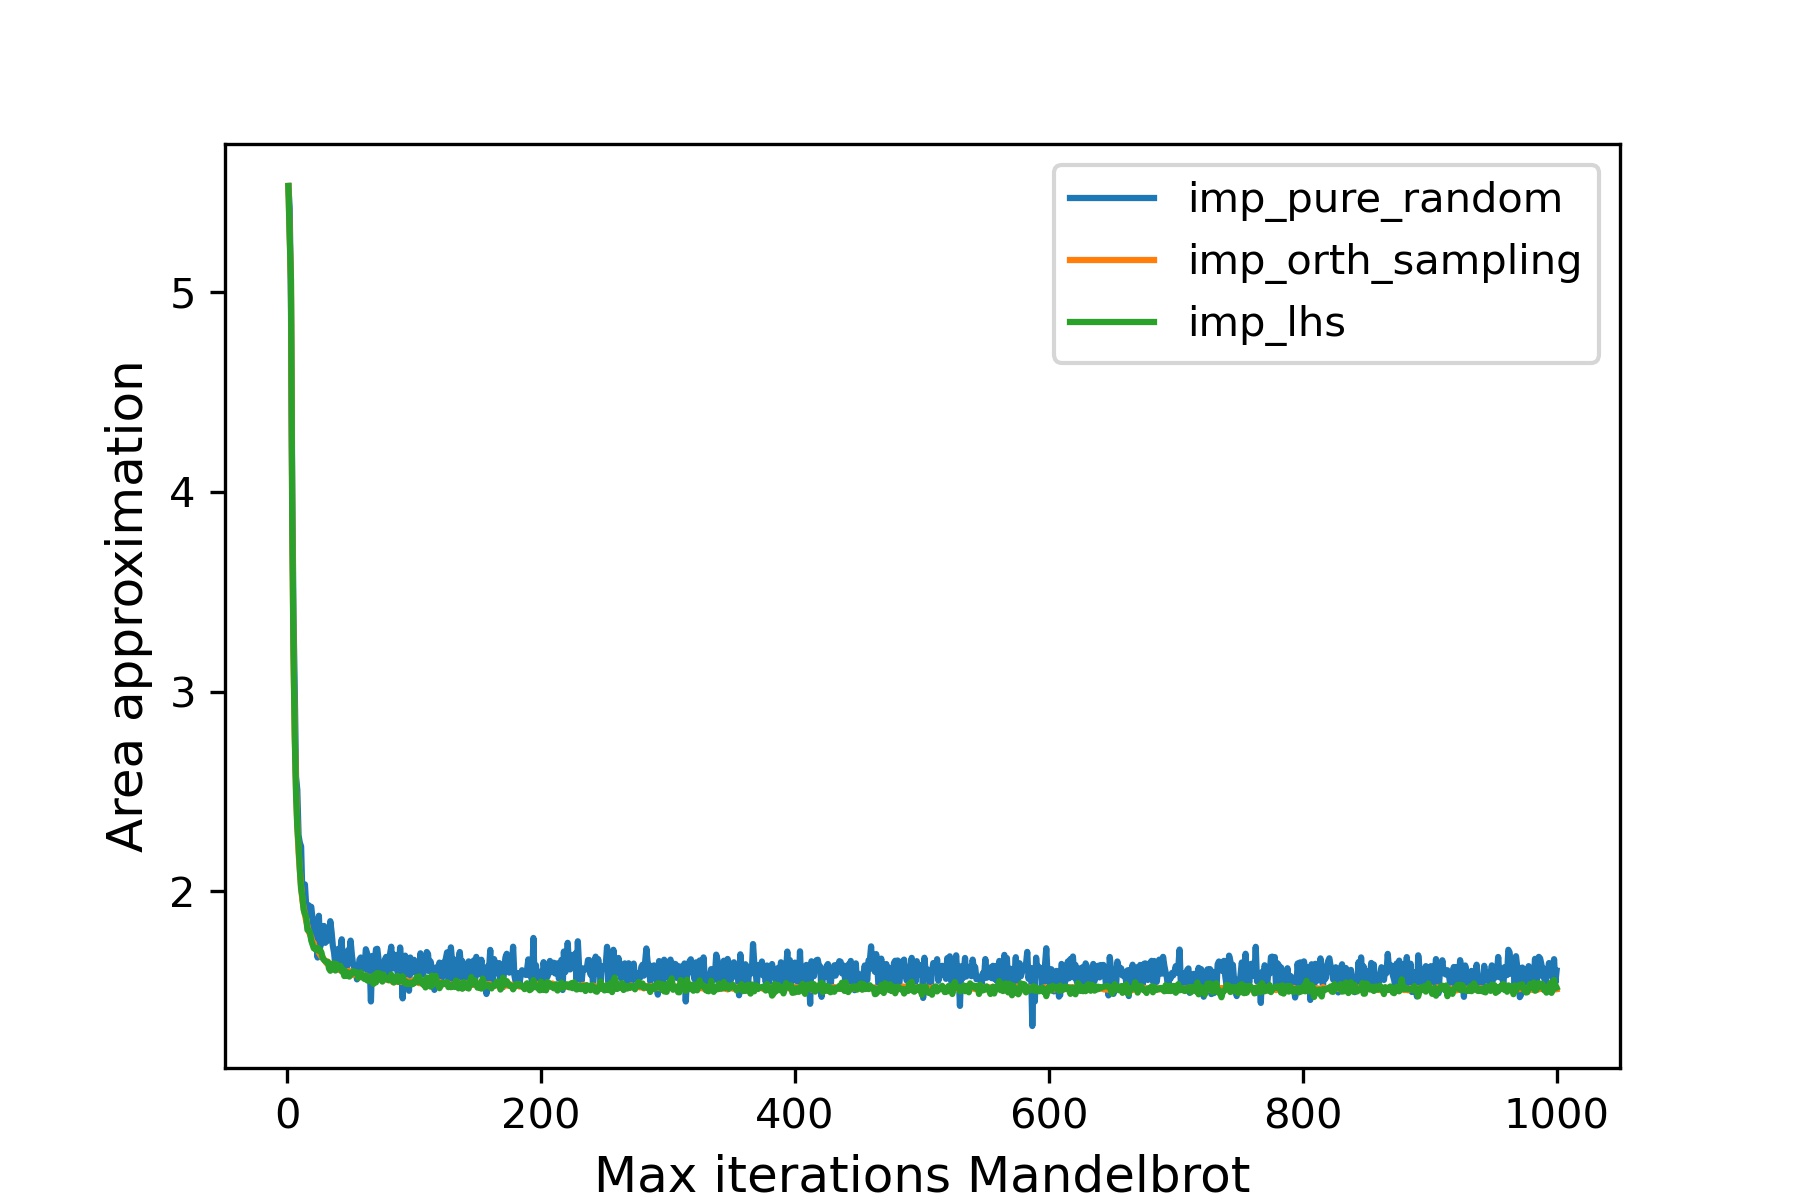 imp_pure_random
imp_orth_sampling
imp_lhs
Area approximation
5
4
3
2
0 200 400 600 800 1000
Max iterations Mandelbrot